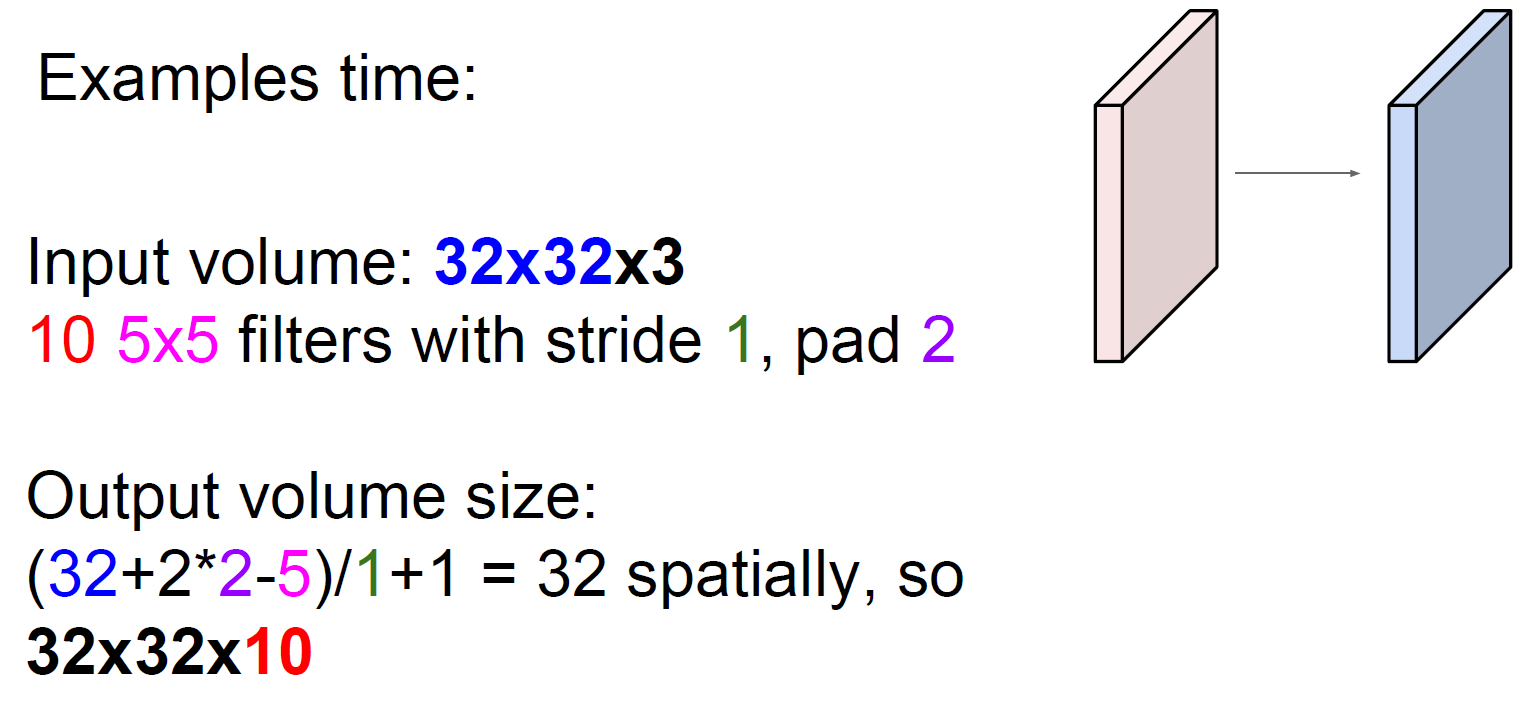 Examples time:
Input volume: 32x32x3
10 5x5 filters with stride 1, pad 2
Output volume size:
(32+2*2-5)/1+1 = 32 spatially, so
32x32x10